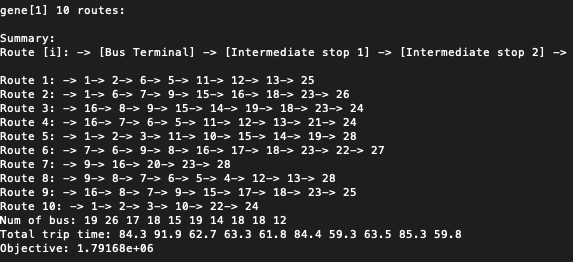 gene[1] 10 routes:
Summary:
Route [i]: -> [Bus Terminal] -> [Intermediate stop 1] -> [Intermediate stop 2] ->
Route 1: -> 1-> 2-> 6-> 5-> 11-> 12-> 13-> 25
Route 2: -> 1-> 6-> 7-> 9-> 15-> 16-> 18-> 23-> 26
Route 3: -> 16-> 8-> 9-> 15-> 14-> 19-> 18-> 23-> 24
Route 4: -> 16-> 7-> 6-> 5-> 11-> 12-> 13-> 21-> 24
Route 5: -> 1-> 2-> 3-> 11-> 10-> 15-> 14-> 19-> 28
Route 6: -> 7-> 6-> 9-> 8-> 16-> 17-> 18-> 23-> 22-> 27
Route 7: -> 9-> 16-> 20-> 23-> 28
Route 8: -> 9-> 8-> 7-> 6-> 5-> 4-> 12-> 13-> 28
Route 9: -> 16-> 8-> 7-> 9-> 15-> 17-> 18-> 23-> 25
Route 10: -> 1-> 2-> 3-> 10-> 22-> 24
Num of bus: 19 26 17 18 15 19 14 18 18 12
Total trip time: 84.3 91.9 62.7 63.3 61.8 84.4 59.3 63.5 85.3 59.8
Objective: 1.79168e+06